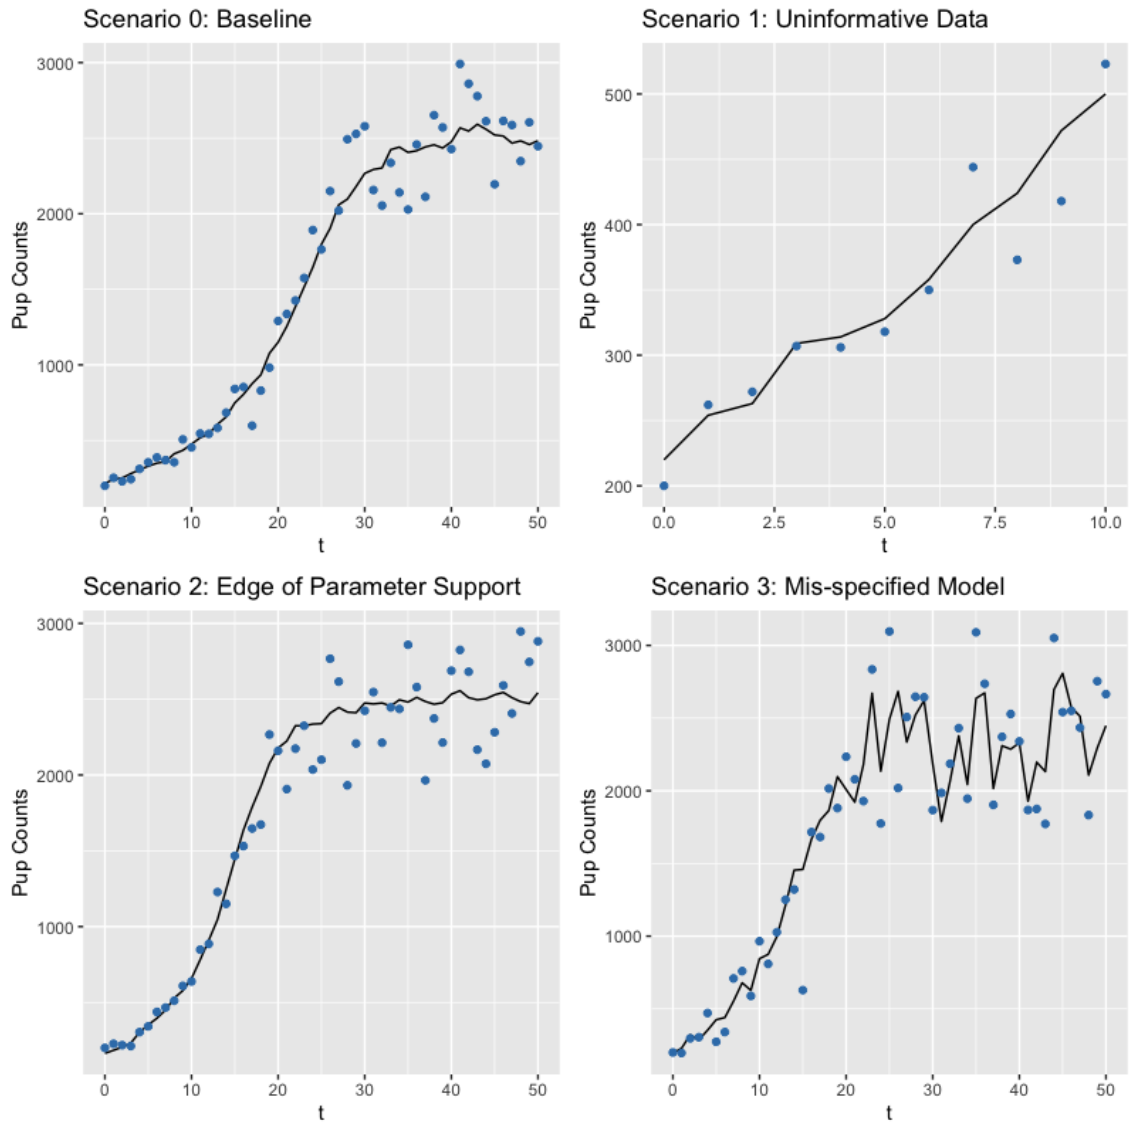 Scenario 0: Baseline
Pup Counts
3000
2000
1000
0 10 20 30 40 50
t
Scenario 1: Uninformative Data
Pup Counts
500
400
300
200
0.0 2.5 5.0 7.5 10.0
t
Scenario 2: Edge of Parameter Support
Pup Counts
3000
2000
1000
0 10 20 30 40 50
t
Scenario 3: Mis-specified Model
Pup Counts
3000
2000
1000
0 10 20 30 40 50
t